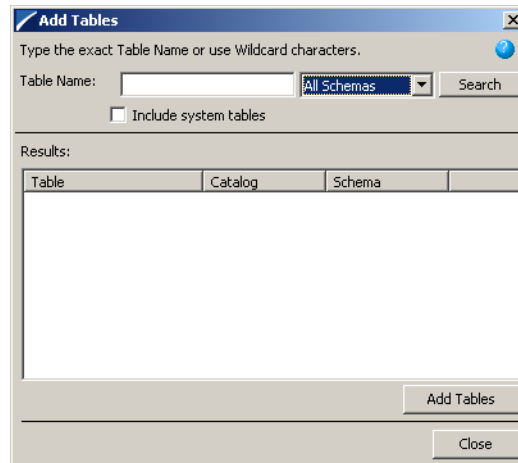 Add Tables
Type the exact Table Name or use Wildcard characters.
Table Name: All Schemas Search
Include system tables
Results:
Table Catalog Schema
Add Tables
Close